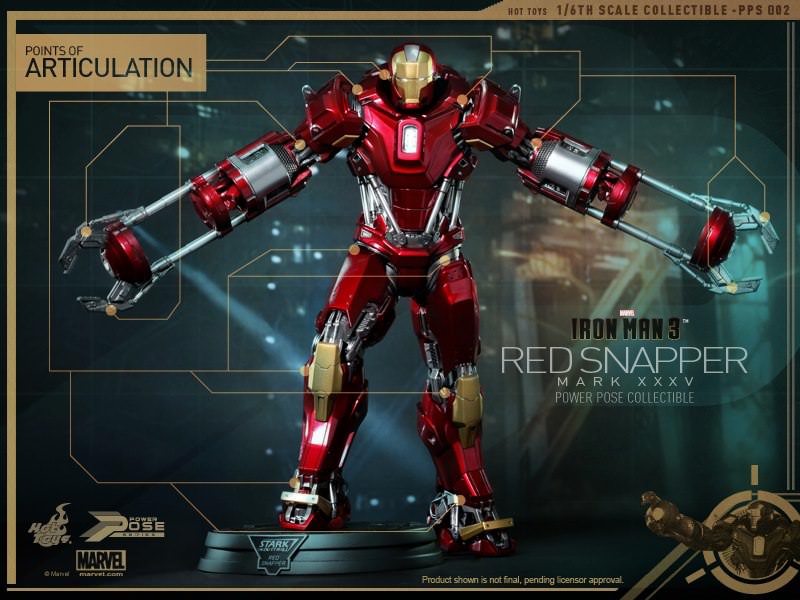 HOT TOYS 1/6TH SCALE COLLECTIBLE -PPS 002
POINTS OF
ARTICULATION
MARVEL
IRON MAN 3™
RED SNAPPER
MARK XXXV
POWER POSE COLLECTIBLE
Hot Toys.
POWER
POSE
SERIES
STARK
INDUSTRIES
RED
SNAPPER
© Marvel
MARVEL
marvel.com
Product shown is not final, pending licensor approval.